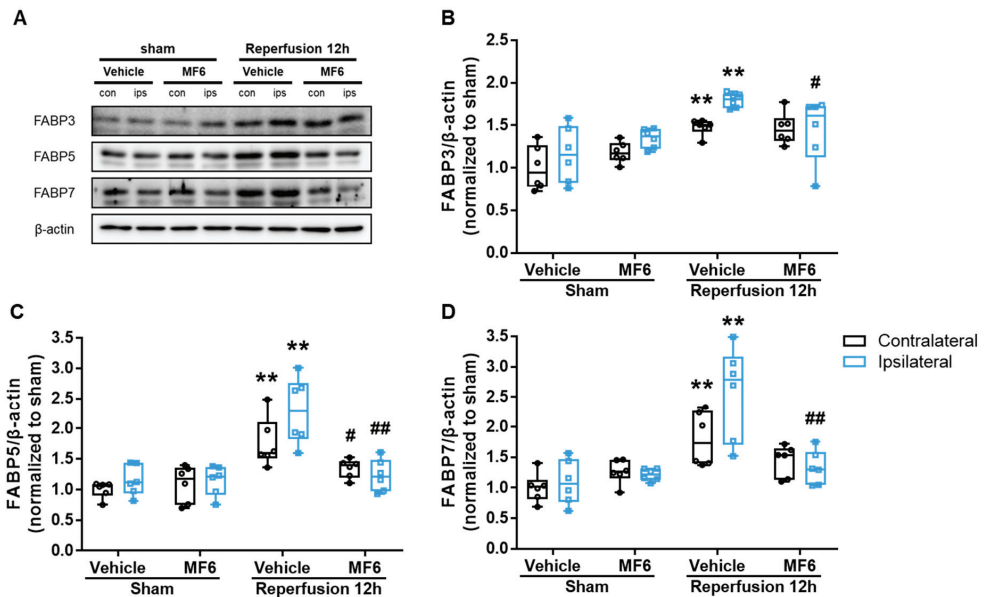 A
sham Reperfusion 12h
Vehicle MF6 Vehicle MF6
con ips con ips con ips con ips
FABP3
FABP5
FABP7
β-actin
B
FABP3/β-actin
(normalized to sham)
2.5
2.0
1.5
1.0
0.5
0.0
** ** #
Vehicle MF6 Vehicle MF6
Sham Reperfusion 12h
C
FABP5/β-actin
(normalized to sham)
3.5
3.0
2.5
2.0
1.5
1.0
0.5
0.0
** ** # ##
Vehicle MF6 Vehicle MF6
Sham Reperfusion 12h
D
FABP7/β-actin
(normalized to sham)
3.5
3.0
2.5
2.0
1.5
1.0
0.5
0.0
** ** ##
Vehicle MF6 Vehicle MF6
Sham Reperfusion 12h
Contralateral
Ipsilateral